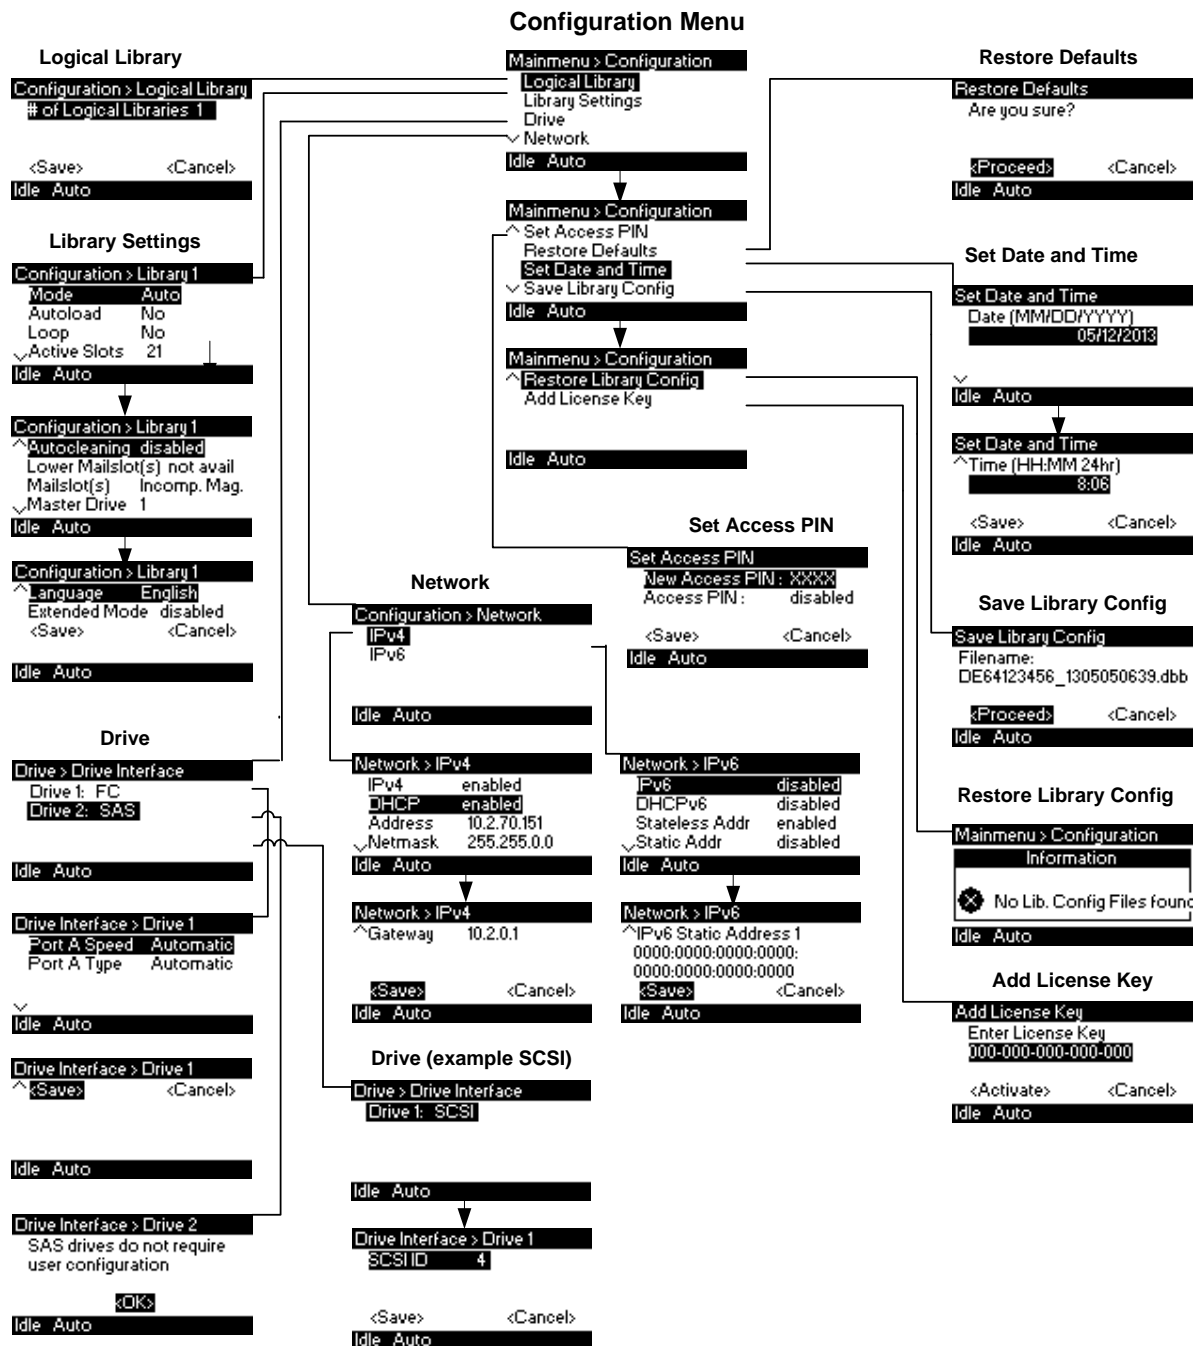 Configuration Menu
Logical Library
Configuration > Logical Library
# of Logical Libraries 1
<Save> <Cancel>
Idle Auto
Library Settings
Configuration > Library 1
Mode Auto
Autoload No
Loop No
Active Slots 21
Idle Auto
Configuration > Library 1
Autocleaning disabled
Lower Mailslot(s) not avail
Mailslot(s) Incomp. Mag.
Master Drive 1
Idle Auto
Configuration > Library 1
Language English
Extended Mode disabled
<Save> <Cancel>
Idle Auto
Drive
Drive > Drive Interface
Drive 1: FC
Drive 2: SAS
Idle Auto
Drive Interface > Drive 1
Port A Speed Automatic
Port A Type Automatic
Idle Auto
Drive Interface > Drive 1
<Save> <Cancel>
Idle Auto
Drive Interface > Drive 2
SAS drives do not require
user configuration
<OK>
Idle Auto
Mainmenu > Configuration
Logical Library
Library Settings
Drive
Network
Idle Auto
Mainmenu > Configuration
Set Access PIN
Restore Defaults
Set Date and Time
Save Library Config
Idle Auto
Mainmenu > Configuration
Restore Library Config
Add License Key
Idle Auto
Set Access PIN
Set Access PIN
New Access PIN : XXXX
Access PIN : disabled
<Save> <Cancel>
Idle Auto
Network
Configuration > Network
IPv4
IPv6
Idle Auto
Network > IPv4
IPv4 enabled
DHCP enabled
Address 10.2.70.151
Netmask 255.255.0.0
Idle Auto
Network > IPv4
Gateway 10.2.0.1
<Save> <Cancel>
Idle Auto
Network > IPv6
IPv6 disabled
DHCPv6 disabled
Stateless Addr enabled
Static Addr disabled
Idle Auto
Network > IPv6
IPv6 Static Address 1
0000:0000:0000:0000:
0000:0000:0000:0000
<Save> <Cancel>
Idle Auto
Drive (example SCSI)
Drive > Drive Interface
Drive 1: SCSI
Idle Auto
Drive Interface > Drive 1
SCSI ID 4
<Save> <Cancel>
Idle Auto
Restore Defaults
Restore Defaults
Are you sure?
<Proceed> <Cancel>
Idle Auto
Set Date and Time
Set Date and Time
Date (MM/DD/YYYY)
05/12/2013
Idle Auto
Set Date and Time
Time (HH:MM 24hr)
8:06
<Save> <Cancel>
Idle Auto
Save Library Config
Save Library Config
Filename:
DE64123456_1305050639.dbb
<Proceed> <Cancel>
Idle Auto
Restore Library Config
Mainmenu > Configuration
Information
No Lib. Config Files found
Idle Auto
Add License Key
Add License Key
Enter License Key
000-000-000-000-000
<Activate> <Cancel>
Idle Auto